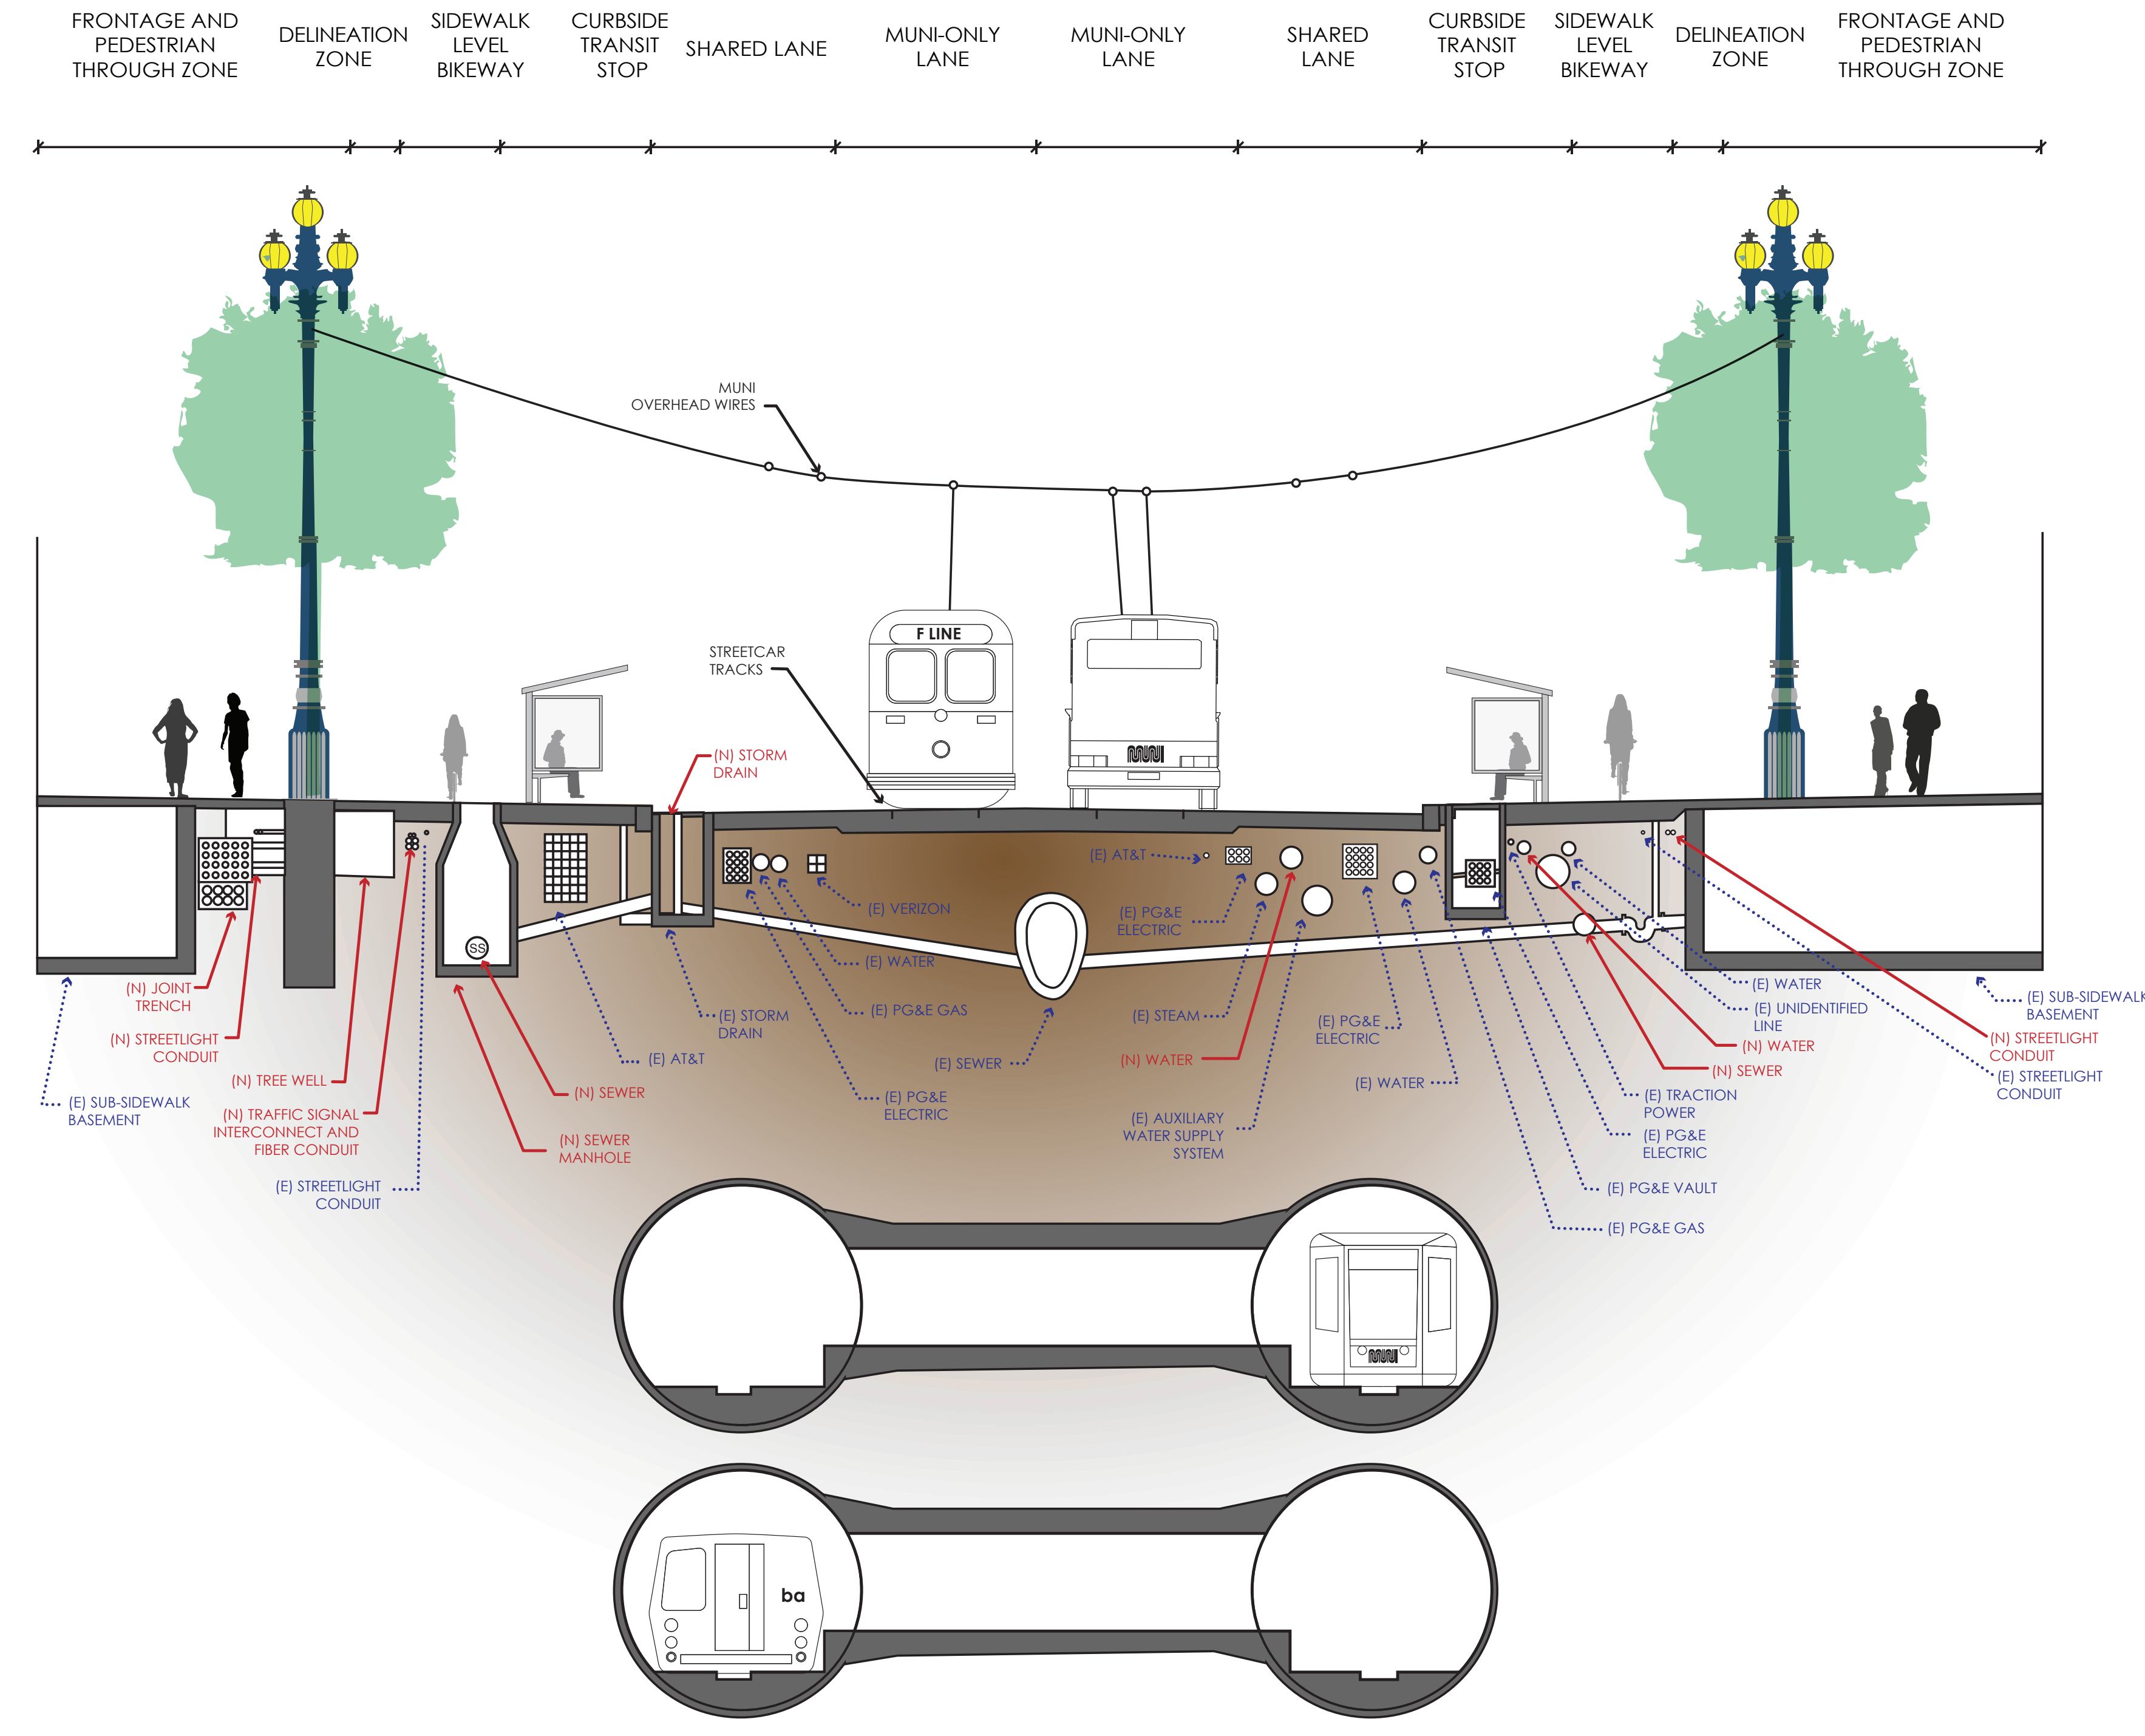 FRONTAGE AND
PEDESTRIAN
THROUGH ZONE
DELINEATION
ZONE
SIDEWALK
LEVEL
BIKEWAY
CURBSIDE
TRANSIT
STOP
SHARED LANE
MUNI-ONLY
LANE
MUNI-ONLY
LANE
SHARED
LANE
CURBSIDE
TRANSIT
STOP
SIDEWALK
LEVEL
BIKEWAY
DELINEATION
ZONE
FRONTAGE AND
PEDESTRIAN
THROUGH ZONE
MUNI
OVERHEAD WIRES
F LINE
STREETCAR
TRACKS
MUNI
(N) STORM
DRAIN
(E) AT&T
(E) VERIZON
(E) PG&E
ELECTRIC
SS
(E) WATER
(N) JOINT
TRENCH
(E) PG&E GAS
(E) STORM
DRAIN
(E) STEAM
(E) PG&E
ELECTRIC
(E) WATER
(E) UNIDENTIFIED
LINE
(E) SUB-SIDEWALK
BASEMENT
(N) STREETLIGHT
CONDUIT
(E) AT&T
(E) SEWER
(N) WATER
(N) WATER
(N) STREETLIGHT
CONDUIT
(N) TREE WELL
(N) SEWER
(E) PG&E
ELECTRIC
(E) WATER
(N) SEWER
(E) STREETLIGHT
CONDUIT
(E) SUB-SIDEWALK
BASEMENT
(N) TRAFFIC SIGNAL
INTERCONNECT AND
FIBER CONDUIT
(N) SEWER
MANHOLE
(E) AUXILIARY
WATER SUPPLY
SYSTEM
(E) TRACTION
POWER
(E) PG&E
ELECTRIC
(E) STREETLIGHT
CONDUIT
(E) PG&E VAULT
(E) PG&E GAS
MUNI
ba